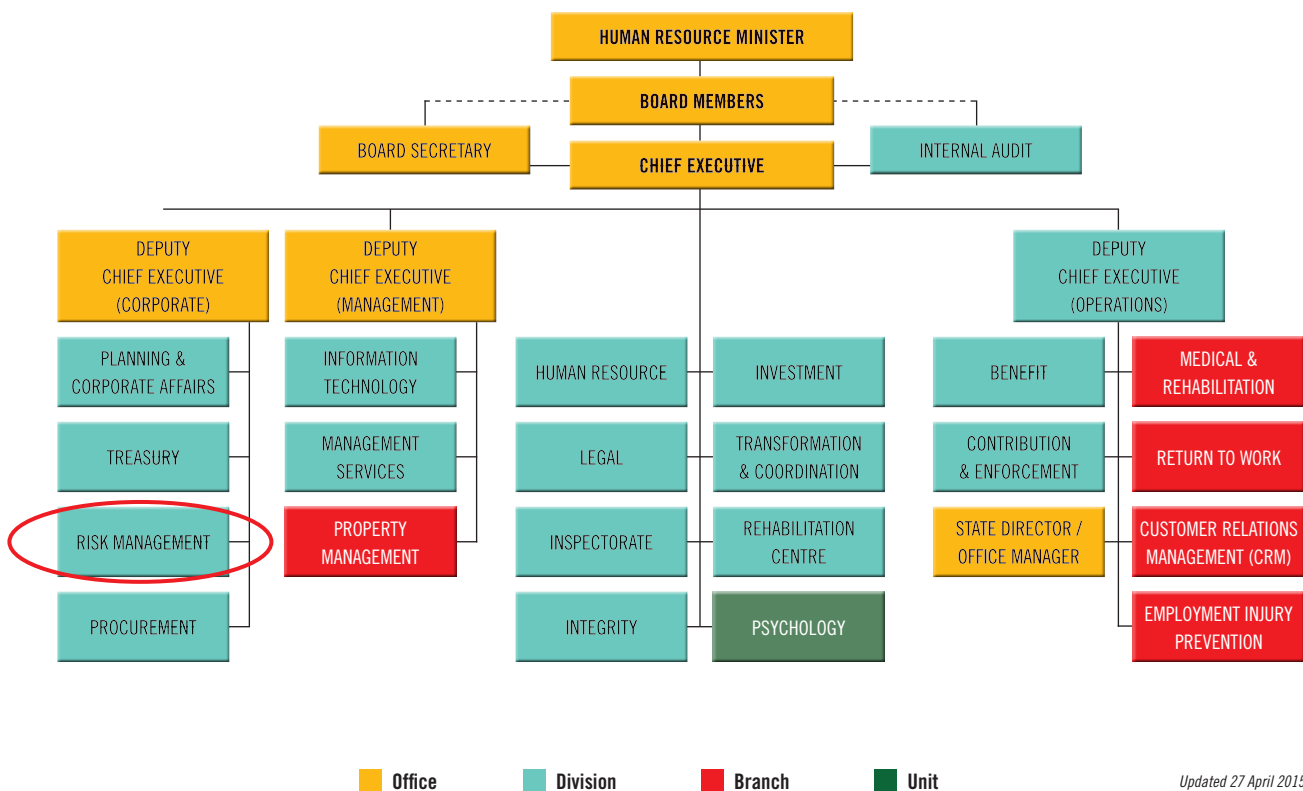 HUMAN RESOURCE MINISTER
BOARD MEMBERS
BOARD SECRETARY
INTERNAL AUDIT
CHIEF EXECUTIVE
DEPUTY
CHIEF EXECUTIVE
(CORPORATE)
DEPUTY
CHIEF EXECUTIVE
(MANAGEMENT)
DEPUTY
CHIEF EXECUTIVE
(OPERATIONS)
PLANNING &
CORPORATE AFFAIRS
TREASURY
RISK MANAGEMENT
PROCUREMENT
INFORMATION
TECHNOLOGY
MANAGEMENT
SERVICES
PROPERTY
MANAGEMENT
HUMAN RESOURCE
LEGAL
INSPECTORATE
INTEGRITY
INVESTMENT
TRANSFORMATION
& COORDINATION
REHABILITATION
CENTRE
PSYCHOLOGY
BENEFIT
CONTRIBUTION
& ENFORCEMENT
STATE DIRECTOR /
OFFICE MANAGER
MEDICAL &
REHABILITATION
RETURN TO WORK
CUSTOMER RELATIONS
MANAGEMENT (CRM)
EMPLOYMENT INJURY
PREVENTION
Office
Division
Branch
Unit
Updated 27 April 2015